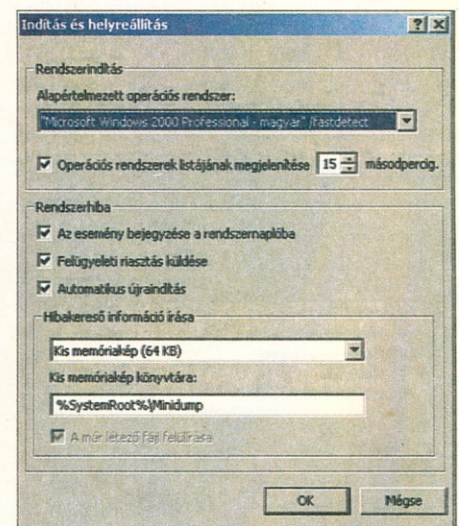 Indítás és helyreállítás
Rendszerindítás
Alapértelmezett operációs rendszer:
"Microsoft Windows 2000 Professional - magyar" /fastdetect
Operációs rendszerek listájának megjelenítése 15 másodpercig.
Rendszerhiba
Az esemény bejegyzése a rendszernaplóba
Felügyeleti riasztás küldése
Automatikus újraindítás
Hibakereső információ írása
Kis memóriakép (64 KB)
Kis memóriakép könyvtára:
%SystemRoot%\Minidump
A már létező fájl felülírása
OK Mégse